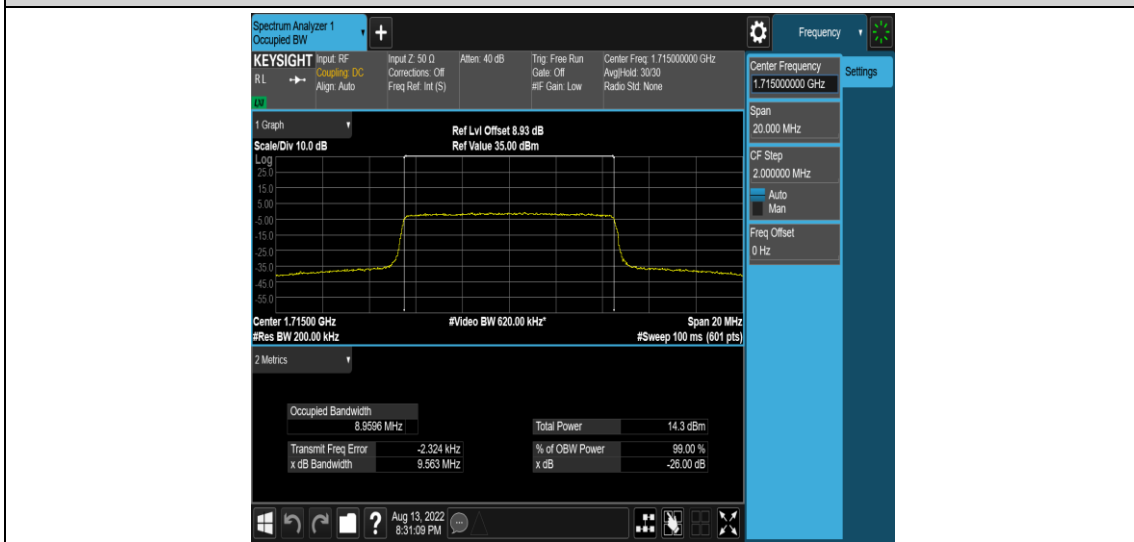 Spectrum Analyzer 1
Occupied BW
+
Frequency
KEYSIGHT
RL
Input: RF
Coupling: DC
Align: Auto
Input Z: 50 Ω
Corrections: Off
Freq Ref: Int (S)
Atten: 40 dB
Trig: Free Run
Gate: Off
#IF Gain: Low
Center Freq: 1.715000000 GHz
Avg|Hold: 30/30
Radio Std: None
Center Frequency
1.715000000 GHz
Settings
Span
20.000 MHz
CF Step
2.000000 MHz
Auto
Man
Freq Offset
0 Hz
1 Graph
Scale/Div 10.0 dB
Ref Lvl Offset 8.93 dB
Ref Value 35.00 dBm
Log
25.0
15.0
5.00
-5.00
-15.0
-25.0
-35.0
-45.0
-55.0
Center 1.71500 GHz
#Res BW 200.00 kHz
#Video BW 620.00 kHz*
Span 20 MHz
#Sweep 100 ms (601 pts)
2 Metrics
Occupied Bandwidth
8.9596 MHz
Total Power 14.3 dBm
Transmit Freq Error -2.324 kHz
x dB Bandwidth 9.563 MHz
% of OBW Power 99.00 %
x dB -26.00 dB
?
Aug 13, 2022
8:31:09 PM